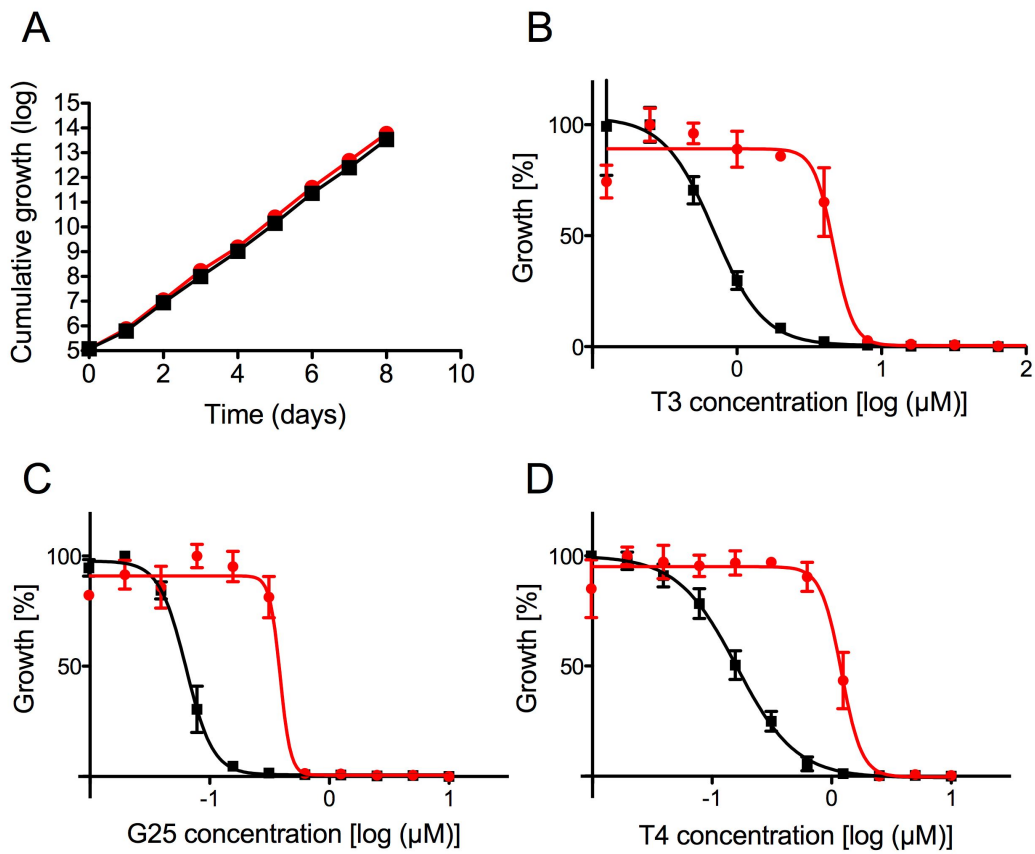 A
Cumulative growth (log)
15
14
13
12
11
10
9
8
7
6
5
0 2 4 6 8 10
Time (days)
B
Growth [%]
100
50
0
0 1 2
T3 concentration [log (µM)]
C
Growth [%]
100
50
-1 0 1
G25 concentration [log (µM)]
D
Growth [%]
100
50
-1 0 1
T4 concentration [log (µM)]